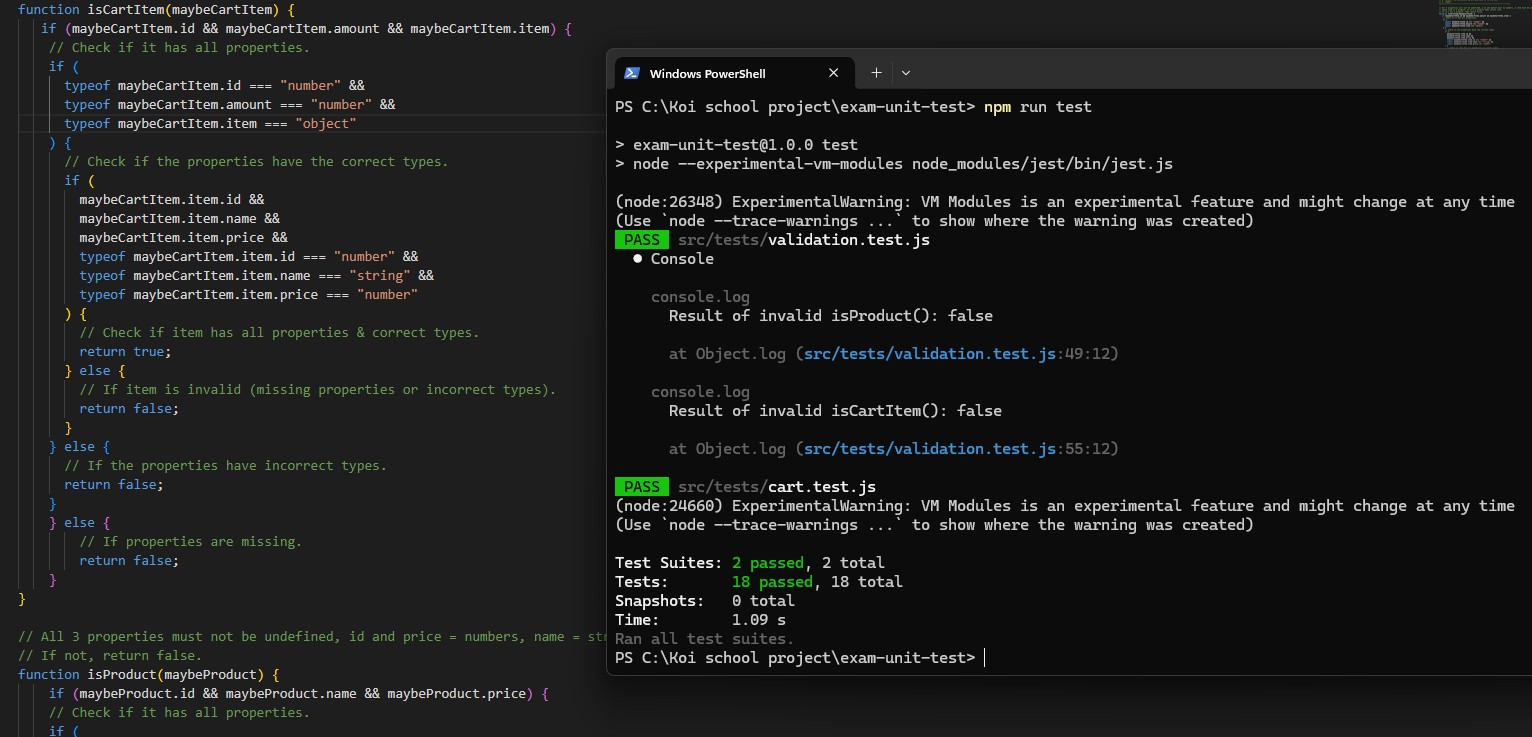 function isCartItem(maybeCartItem) {
if (maybeCartItem.id && maybeCartItem.amount && maybeCartItem.item) {
// Check if it has all properties.
if (
typeof maybeCartItem.id === "number" &&
typeof maybeCartItem.amount === "number" &&
typeof maybeCartItem.item === "object"
) {
// Check if the properties have the correct types.
if (
maybeCartItem.item.id &&
maybeCartItem.item.name &&
maybeCartItem.item.price &&
typeof maybeCartItem.item.id === "number" &&
typeof maybeCartItem.item.name === "string" &&
typeof maybeCartItem.item.price === "number"
) {
// Check if item has all properties & correct types.
return true;
} else {
// If item is invalid (missing properties or incorrect types).
return false;
}
} else {
// If the properties have incorrect types.
return false;
}
} else {
// If properties are missing.
return false;
}
}
// All 3 properties must not be undefined, id and price = numbers, name = str
// If not, return false.
function isProduct(maybeProduct) {
if (maybeProduct.id && maybeProduct.name && maybeProduct.price) {
// Check if it has all properties.
if (
Windows PowerShell
PS C:\Koi school project\exam-unit-test> npm run test
> exam-unit-test@1.0.0 test
> node --experimental-vm-modules node_modules/jest/bin/jest.js
(node:26348) ExperimentalWarning: VM Modules is an experimental feature and might change at any time
(Use `node --trace-warnings ...` to show where the warning was created)
PASS src/tests/validation.test.js
● Console
console.log
Result of invalid isProduct(): false
at Object.log (src/tests/validation.test.js:49:12)
console.log
Result of invalid isCartItem(): false
at Object.log (src/tests/validation.test.js:55:12)
PASS src/tests/cart.test.js
(node:24660) ExperimentalWarning: VM Modules is an experimental feature and might change at any time
(Use `node --trace-warnings ...` to show where the warning was created)
Test Suites: 2 passed, 2 total
Tests: 18 passed, 18 total
Snapshots: 0 total
Time: 1.09 s
Ran all test suites.
PS C:\Koi school project\exam-unit-test>